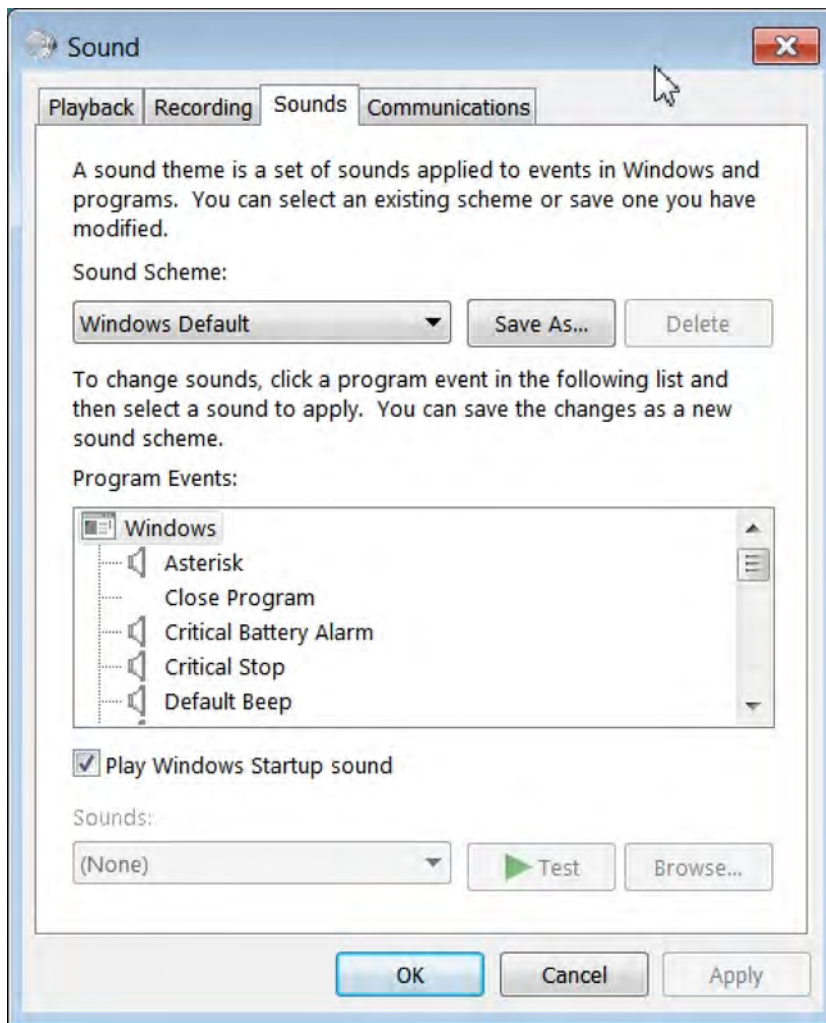 Sound
Playback Recording Sounds Communications
A sound theme is a set of sounds applied to events in Windows and
programs. You can select an existing scheme or save one you have
modified.
Sound Scheme:
Windows Default Save As... Delete
To change sounds, click a program event in the following list and
then select a sound to apply. You can save the changes as a new
sound scheme.
Program Events:
Windows
Asterisk
Close Program
Critical Battery Alarm
Critical Stop
Default Beep
Play Windows Startup sound
Sounds:
(None) Test Browse...
OK Cancel Apply